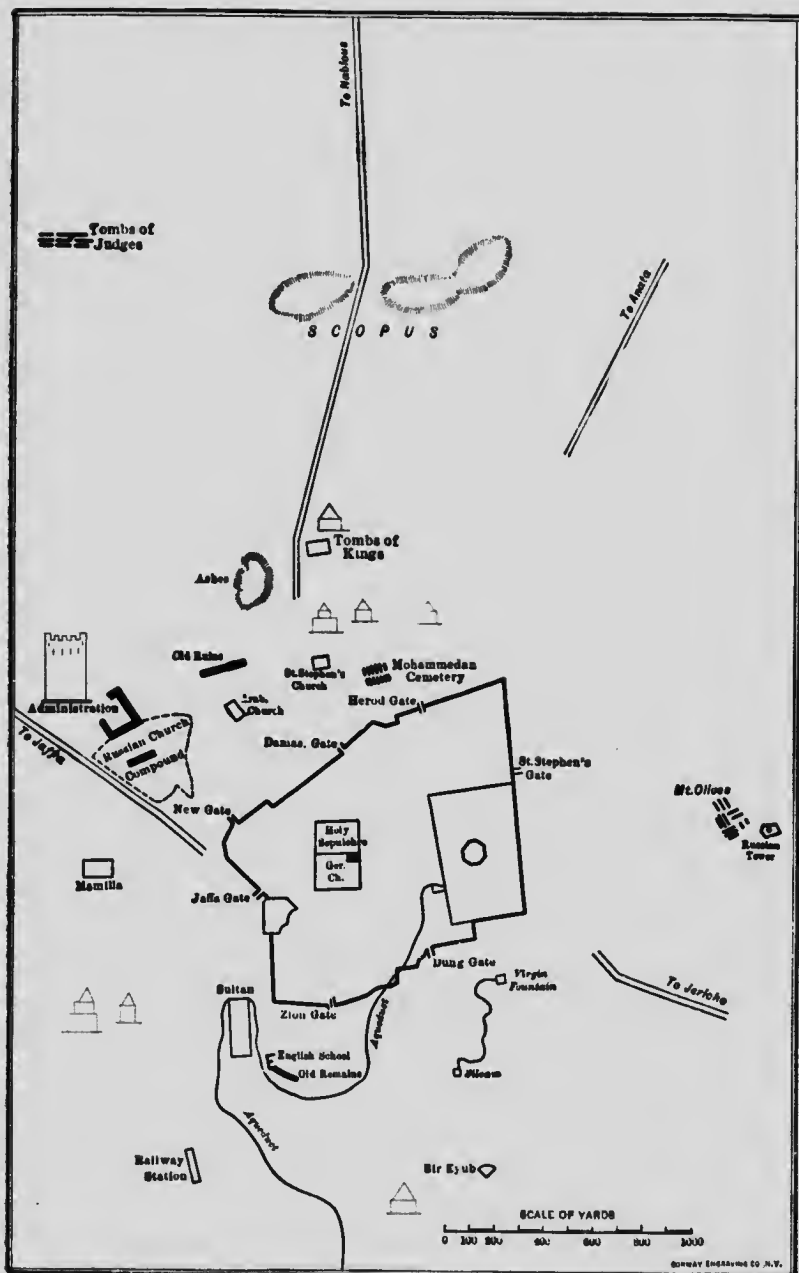 To Nablous
Tombs of
Judges
SCOPUS
To Anata
Tombs of
Kings
Ashes
Old Ruins
St. Stephen's
Church
Mohammedan
Cemetery
Administration
Church
Herod Gate
To Jaffa
Russian Church
Compound
Damas. Gate
St. Stephen's
Gate
New Gate
Mt. Olives
Holy
Sepulchre
Russian
Tower
Ger.
Ch.
Mamilla
Jaffa Gate
Dung Gate
Sultan
Virgin
Fountain
To Jericho
Zion Gate
Aqueduct
English School
Old Remains
Siloam
Aqueduct
Railway
Station
Bir Eyub
SCALE OF YARDS
0 100 200 400 600 800 1000
ENGRAVING CO., N.Y.